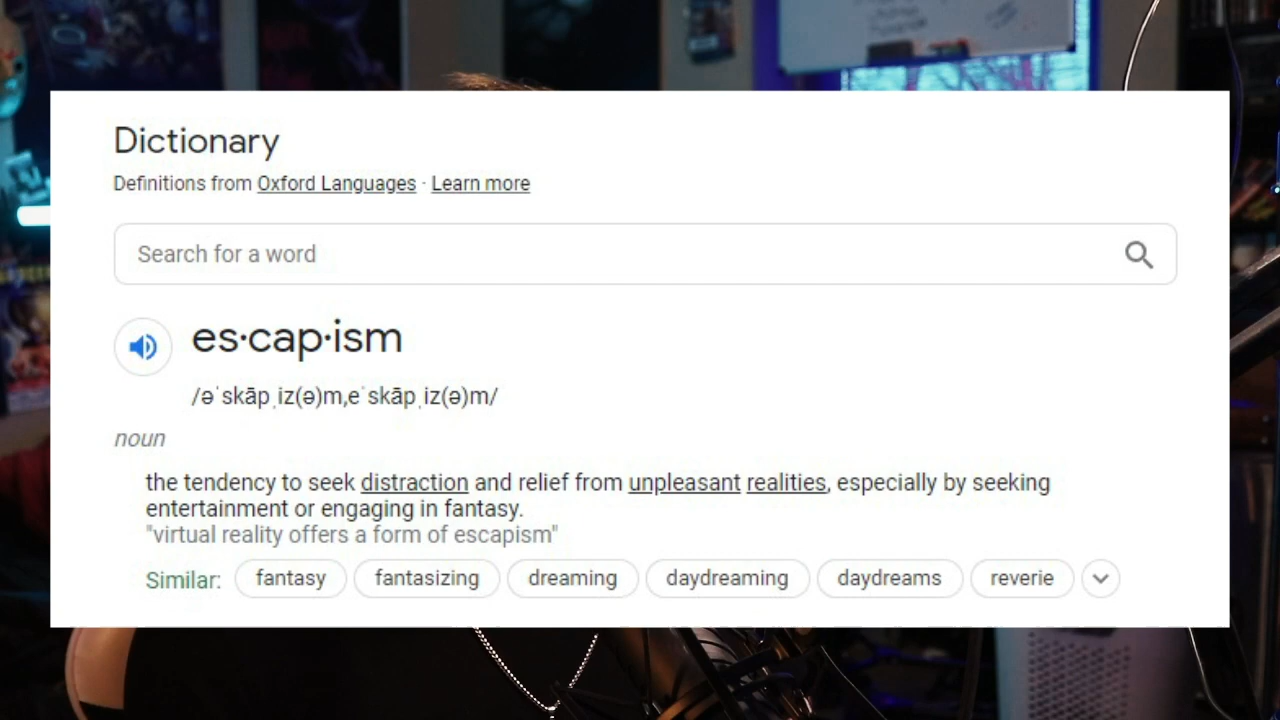 Dictionary
Definitions from Oxford Languages · Learn more
Search for a word
es·cap·ism
/əˈskāpˌiz(ə)m,eˈskāpˌiz(ə)m/
noun
the tendency to seek distraction and relief from unpleasant realities, especially by seeking
entertainment or engaging in fantasy.
"virtual reality offers a form of escapism"
Similar: fantasy fantasizing dreaming daydreaming daydreams reverie